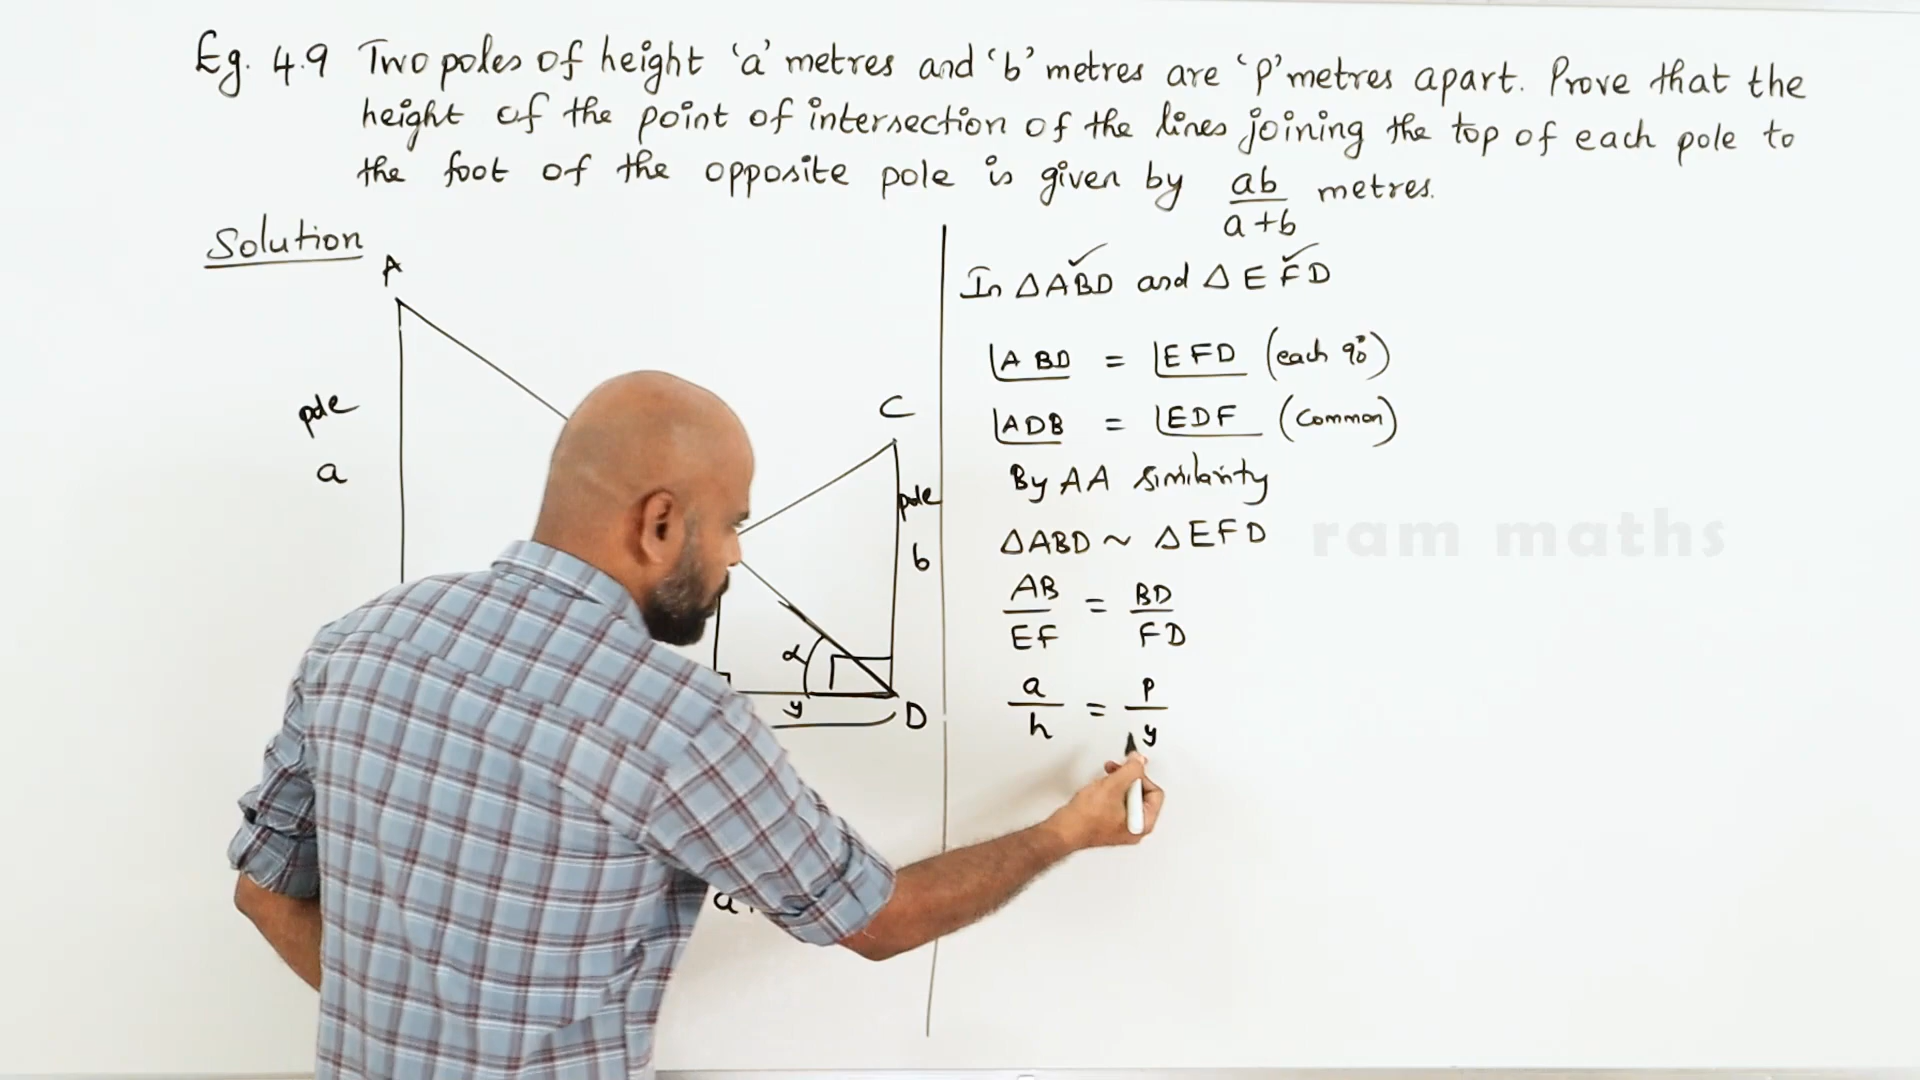 Eg. 4.9 Two poles of height 'a' metres and 'b' metres are 'p' metres apart. Prove that the
height of the point of intersection of the lines joining the top of each pole to
the foot of the opposite pole is given by ab/a+b metres.
Solution
A
pole
a
C
pole
b
α
y
D
a
In ΔABD and ΔEFD
∠ABD = ∠EFD (each 90°)
∠ADB = ∠EDF (Common)
By AA similarity
ΔABD ~ ΔEFD
AB/EF = BD/FD
a/h = p/y
ram maths